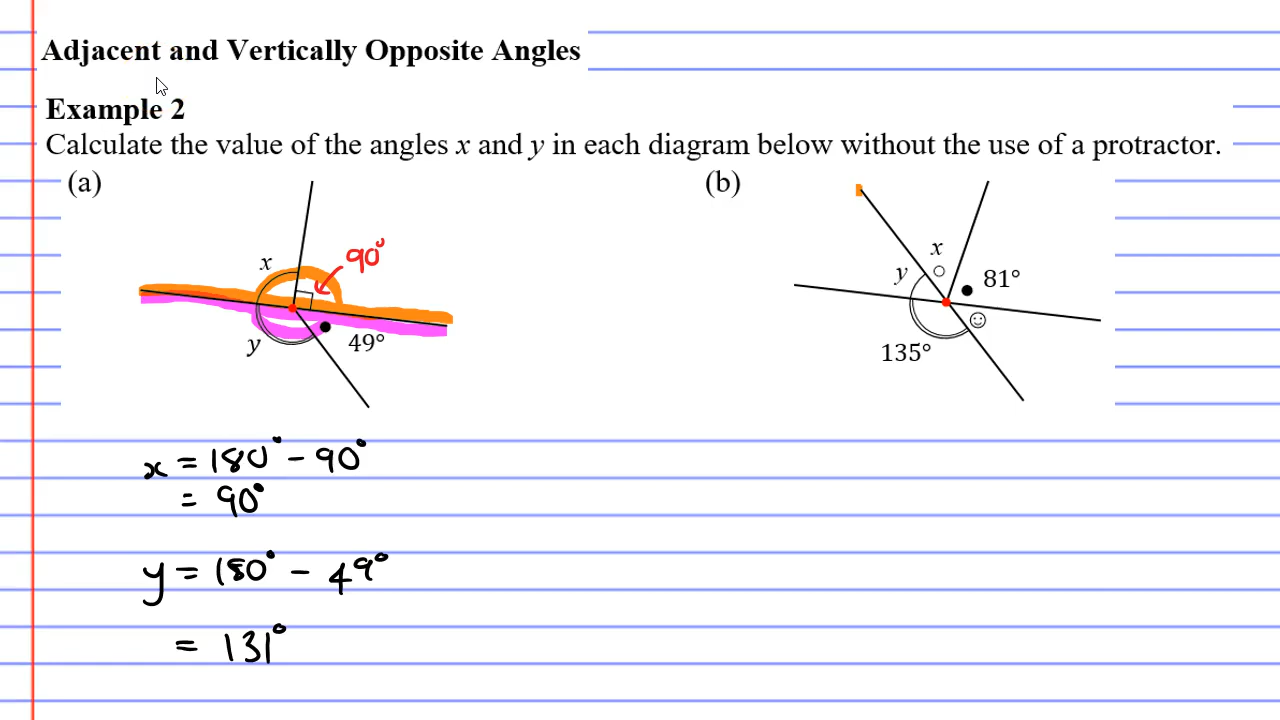 Adjacent and Vertically Opposite Angles
Example 2
Calculate the value of the angles x and y in each diagram below without the use of a protractor.
(a)
x
90°
y
49°
(b)
x
y
81°
135°
x = 180° - 90°
= 90°
y = 180° - 49°
= 131°